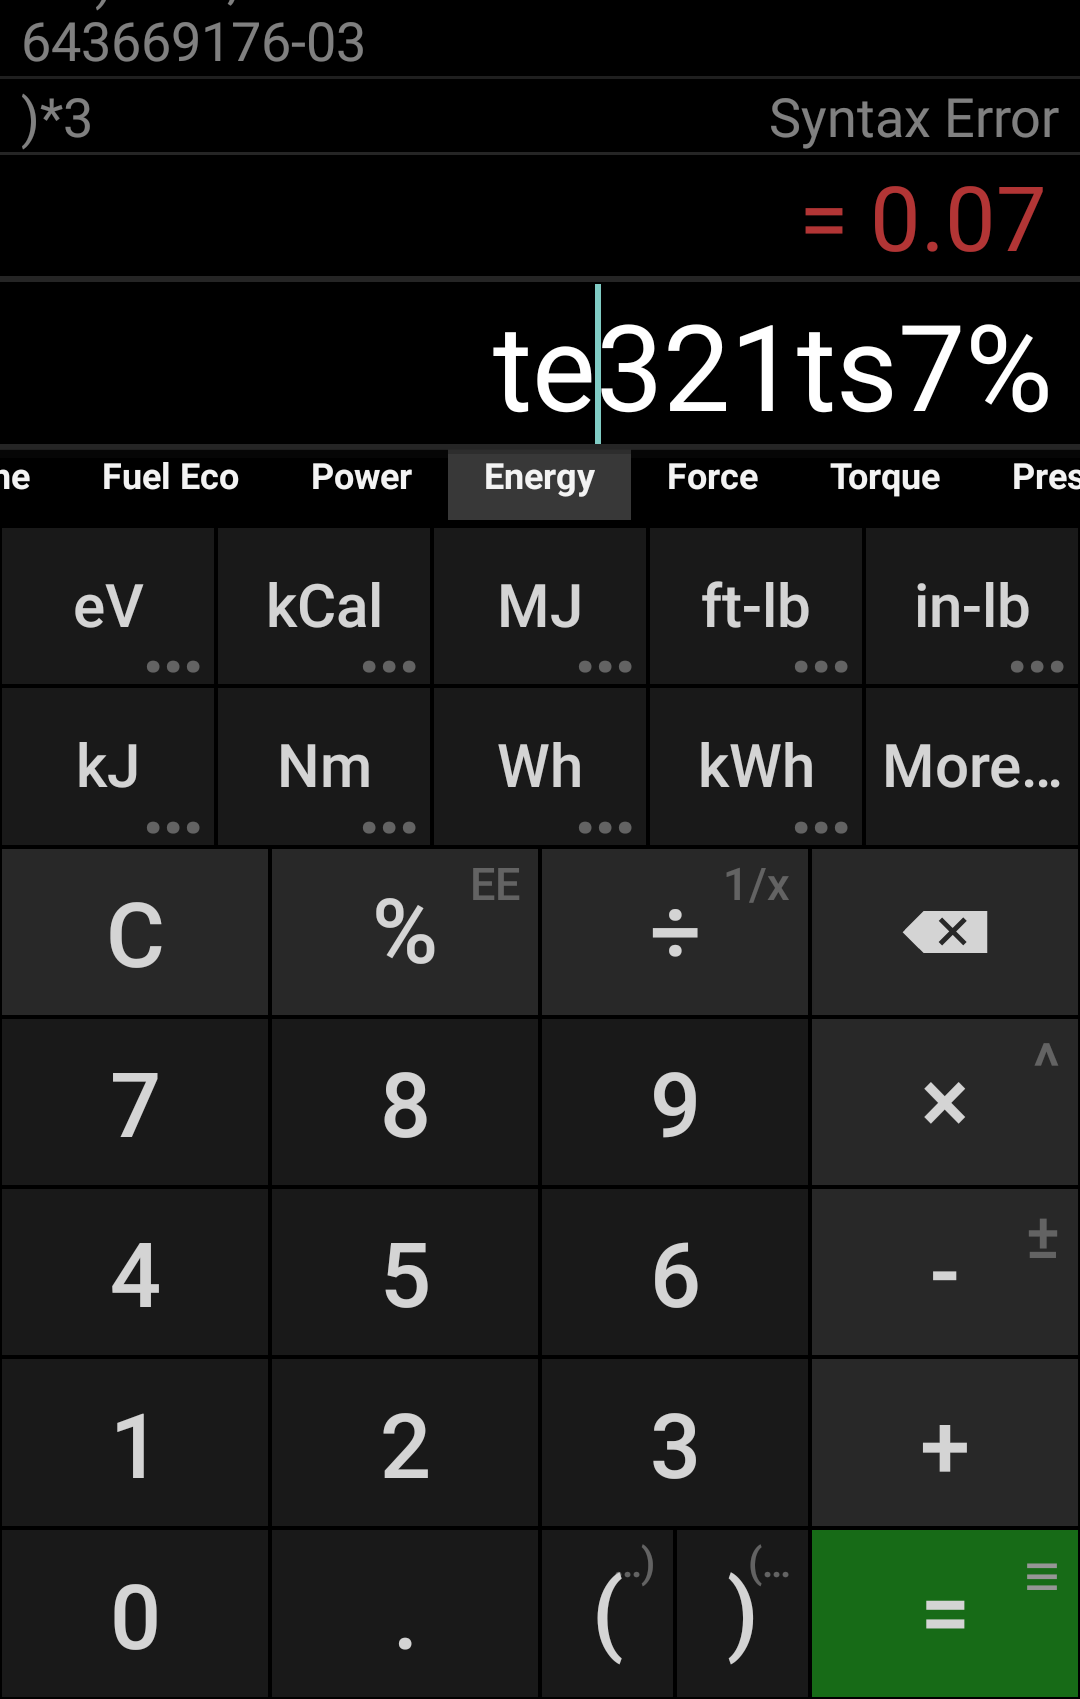 643669176-03
)*3 Syntax Error
= 0.07
te321ts7%
Fuel Eco Power Energy Force Torque
eV kCal MJ ft-lb in-lb
kJ Nm Wh kWh More...
C % EE ÷ 1/x
7 8 9 × ^
4 5 6 - ±
1 2 3 + 
0 . ( ..) ) (... = ≡